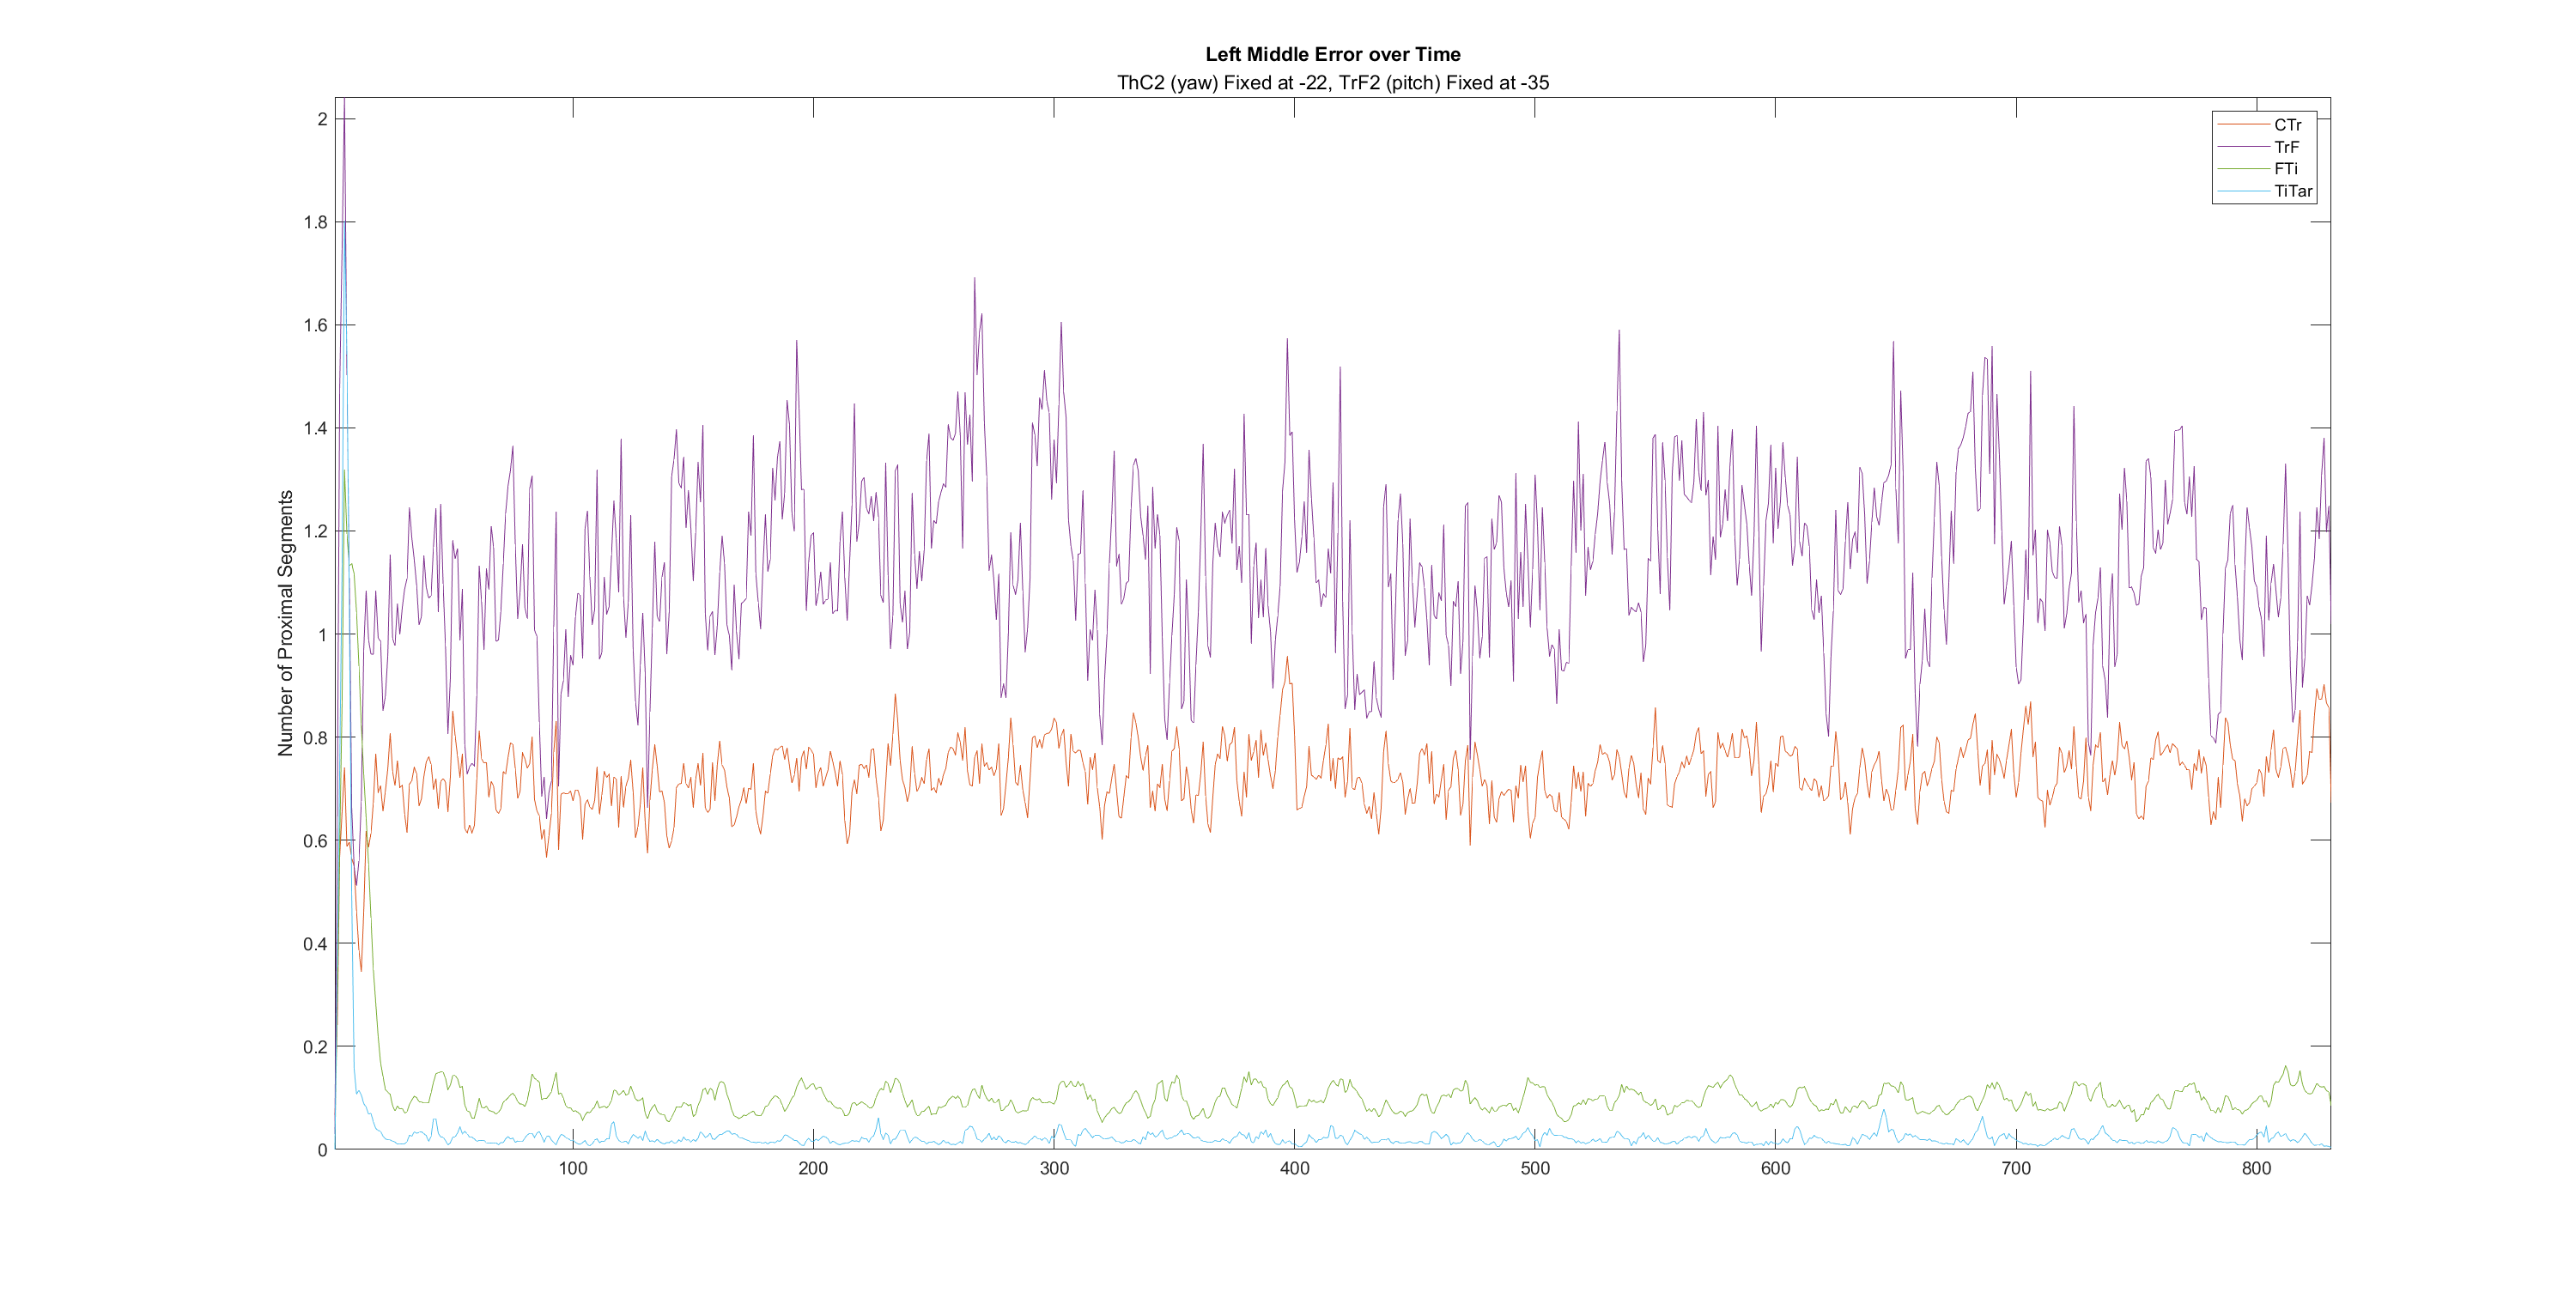 Left Middle Error over Time
ThC2 (yaw) Fixed at -22, TrF2 (pitch) Fixed at -35
CTr
TrF
FTi
TiTar
Number of Proximal Segments
2
1.8
1.6
1.4
1.2
1
0.8
0.6
0.4
0.2
0
100 200 300 400 500 600 700 800